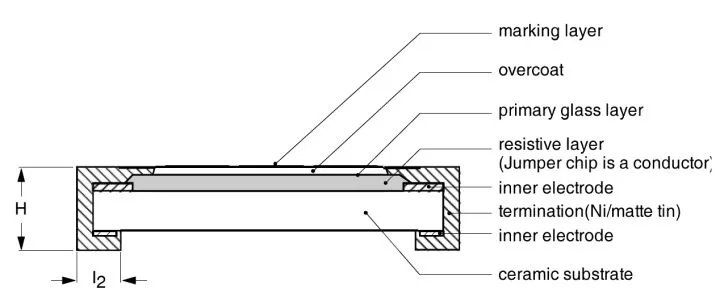 marking layer
overcoat
primary glass layer
resistive layer
(Jumper chip is a conductor)
inner electrode
termination(Ni/matte tin)
inner electrode
ceramic substrate
H
I2